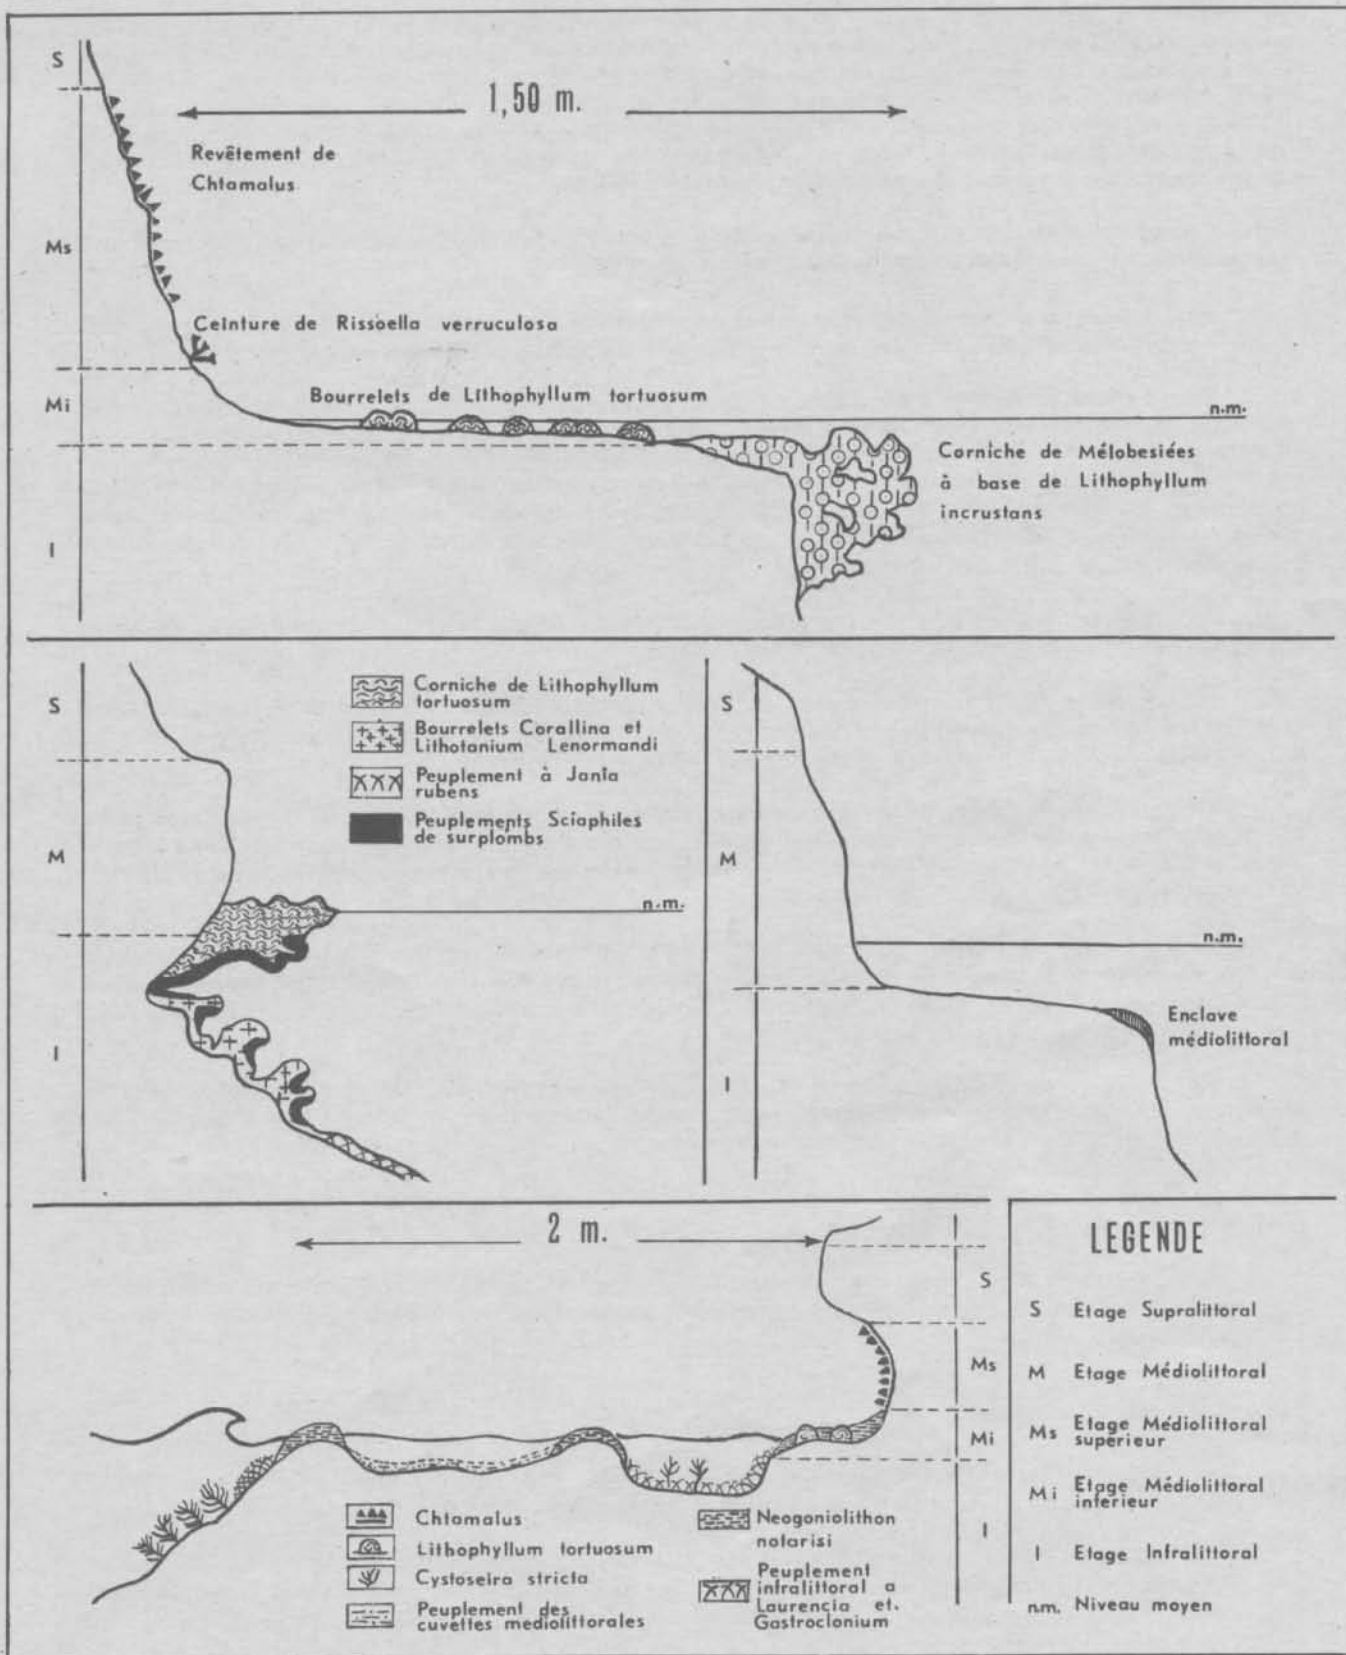 S
1,50 m.
Revêtement de
Chtamalus
Ms
Ceinture de Rissoella verruculosa
Mi
Bourrelets de Lithophyllum tortuosum
n.m.
Corniche de Mélobesiées
à base de Lithophyllum
incrustans
I
S
M
I
Corniche de Lithophyllum
tortuosum
Bourrelets Corallina et
Lithotanium Lenormandi
Peuplement à Jania
rubens
Peuplements Sciaphiles
de surplombs
n.m.
S
M
I
n.m.
Enclave
médiolittoral
2 m.
S
Ms
Mi
I
Chtamalus
Lithophyllum tortuosum
Cystoseira stricta
Peuplement des
cuvettes mediolittorales
Neogoniolithon
notarisi
Peuplement
infralittoral a
Laurencia et.
Gastroclonium
LEGENDE
S Etage Supralittoral
M Etage Médiolittoral
Ms Etage Médiolittoral
supérieur
Mi Etage Médiolittoral
inférieur
I Etage Infralittoral
n.m. Niveau moyen